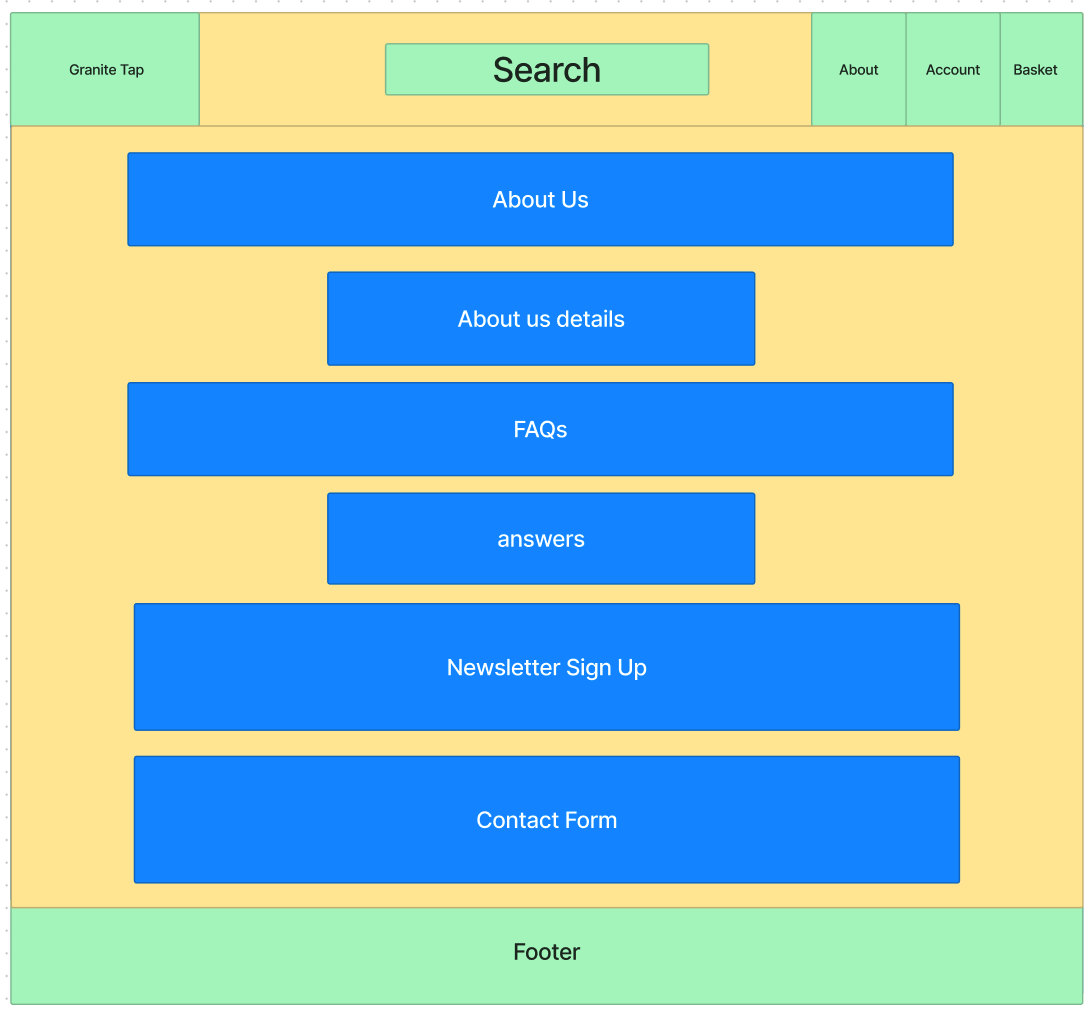 Granite Tap
Search
About
Account
Basket
About Us
About us details
FAQs
answers
Newsletter Sign Up
Contact Form
Footer